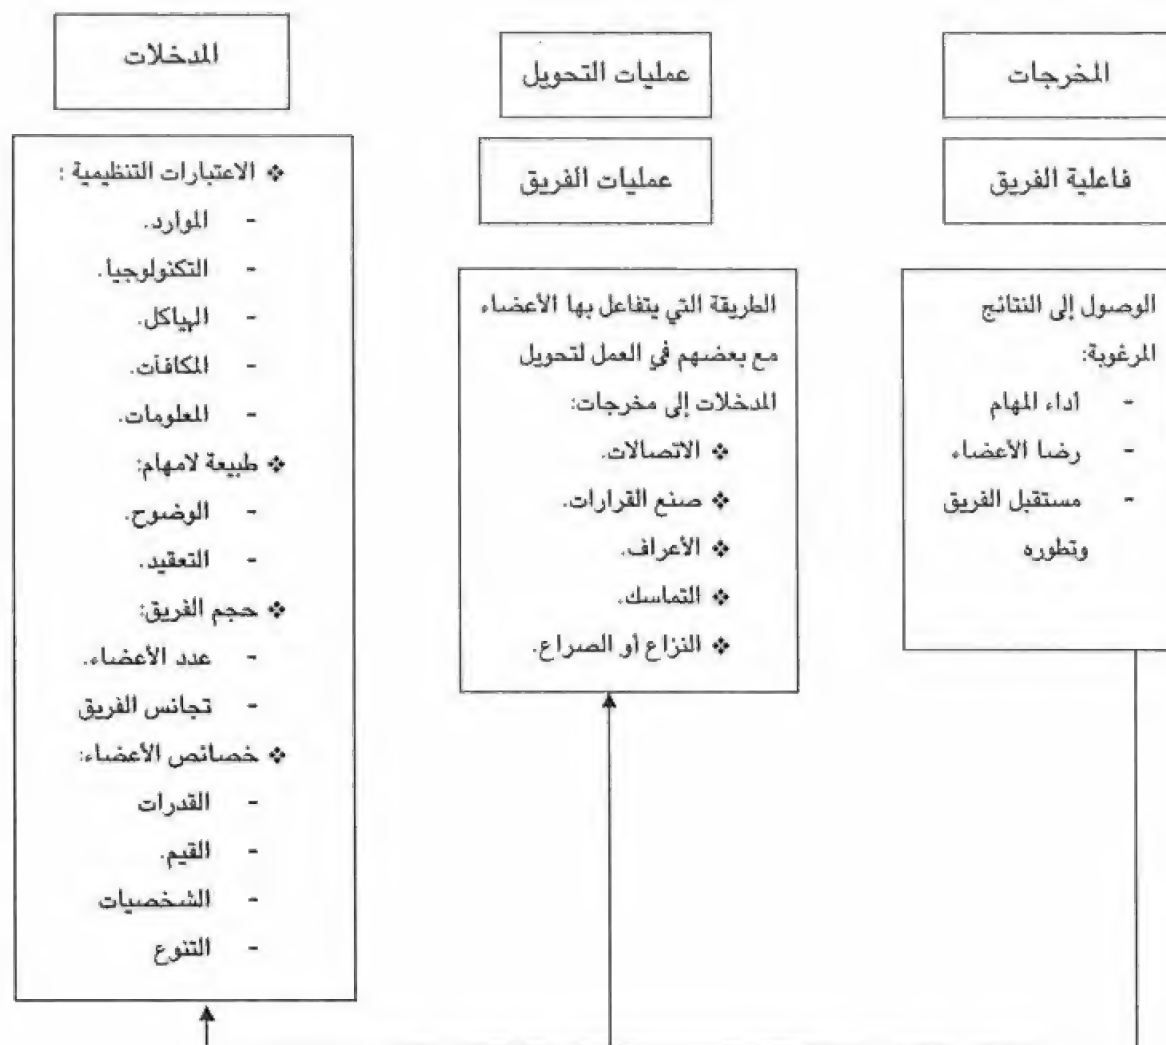 المدخلات
❖ الاعتبارات التنظيمية :
- الموارد.
- التكنولوجيا.
- الهياكل.
- المكافآت.
- المعلومات.
❖ طبيعة لامهام:
- الوضوح.
- التعقيد.
❖ حجم الفريق:
- عدد الأعضاء.
- تجانس الفريق
❖ خصائص الأعضاء:
- القدرات
- القيم.
- الشخصيات
- التنوع
عمليات التحويل
عمليات الفريق
الطريقة التي يتفاعل بها الأعضاء
مع بعضهم في العمل لتحويل
المدخلات إلى مخرجات:
❖ الاتصالات.
❖ صنع القرارات.
❖ الأعراف.
❖ التماسك.
❖ النزاع أو الصراع.
المخرجات
فاعلية الفريق
الوصول إلى النتائج
المرغوبة:
- أداء المهام
- رضا الأعضاء
- مستقبل الفريق
وتطوره